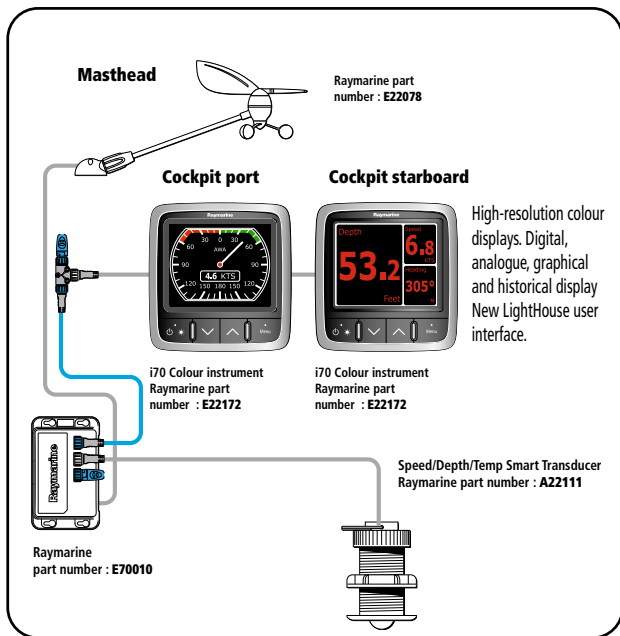 Masthead
Raymarine part
number : E22078
Cockpit port
Cockpit starboard
Raymarine
30 0 30
60 60
AWA
90 90
4.6 KTS
120 150 180 150 120
Menu
Raymarine
Depth
53.2
Feet
Speed
6.8
KTS
Heading
305°
M
Menu
High-resolution colour
displays. Digital,
analogue, graphical
and historical display
New LightHouse user
interface.
i70 Colour instrument
Raymarine part
number : E22172
i70 Colour instrument
Raymarine part
number : E22172
Raymarine
Raymarine
part number : E70010
Speed/Depth/Temp Smart Transducer
Raymarine part number : A22111